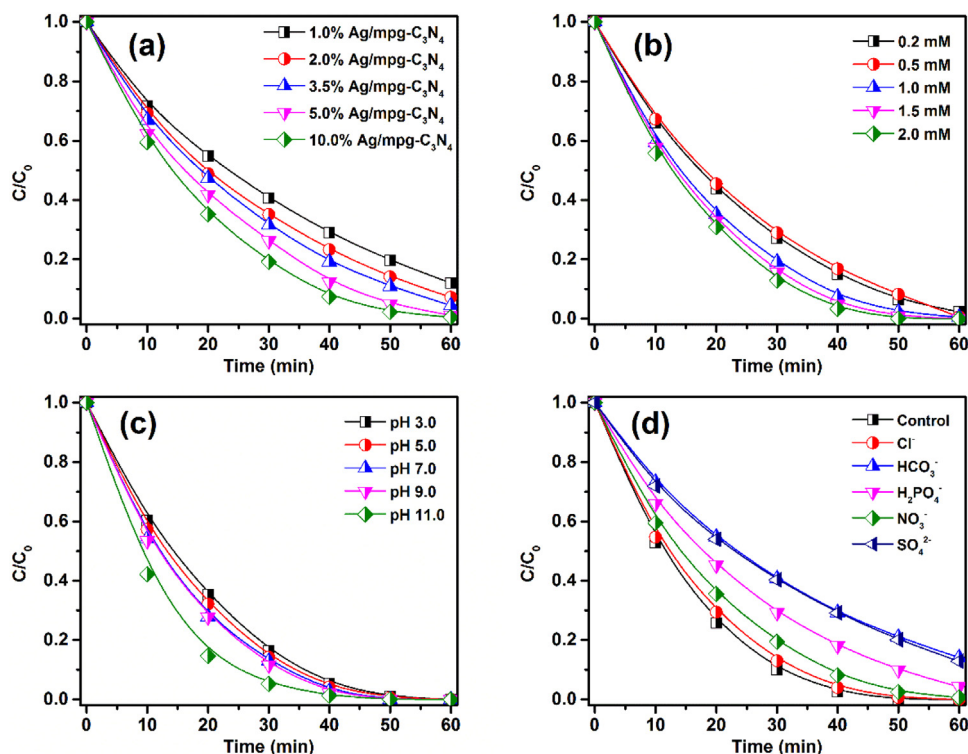 (a)
1.0% Ag/mpg-C₃N₄
2.0% Ag/mpg-C₃N₄
3.5% Ag/mpg-C₃N₄
5.0% Ag/mpg-C₃N₄
10.0% Ag/mpg-C₃N₄
1.0
0.8
0.6
0.4
0.2
0.0
C/C₀
0 10 20 30 40 50 60
Time (min)
(b)
0.2 mM
0.5 mM
1.0 mM
1.5 mM
2.0 mM
1.0
0.8
0.6
0.4
0.2
0.0
C/C₀
0 10 20 30 40 50 60
Time (min)
(c)
pH 3.0
pH 5.0
pH 7.0
pH 9.0
pH 11.0
1.0
0.8
0.6
0.4
0.2
0.0
C/C₀
0 10 20 30 40 50 60
Time (min)
(d)
Control
Cl⁻
HCO₃⁻
H₂PO₄⁻
NO₃⁻
SO₄²⁻
1.0
0.8
0.6
0.4
0.2
0.0
C/C₀
0 10 20 30 40 50 60
Time (min)